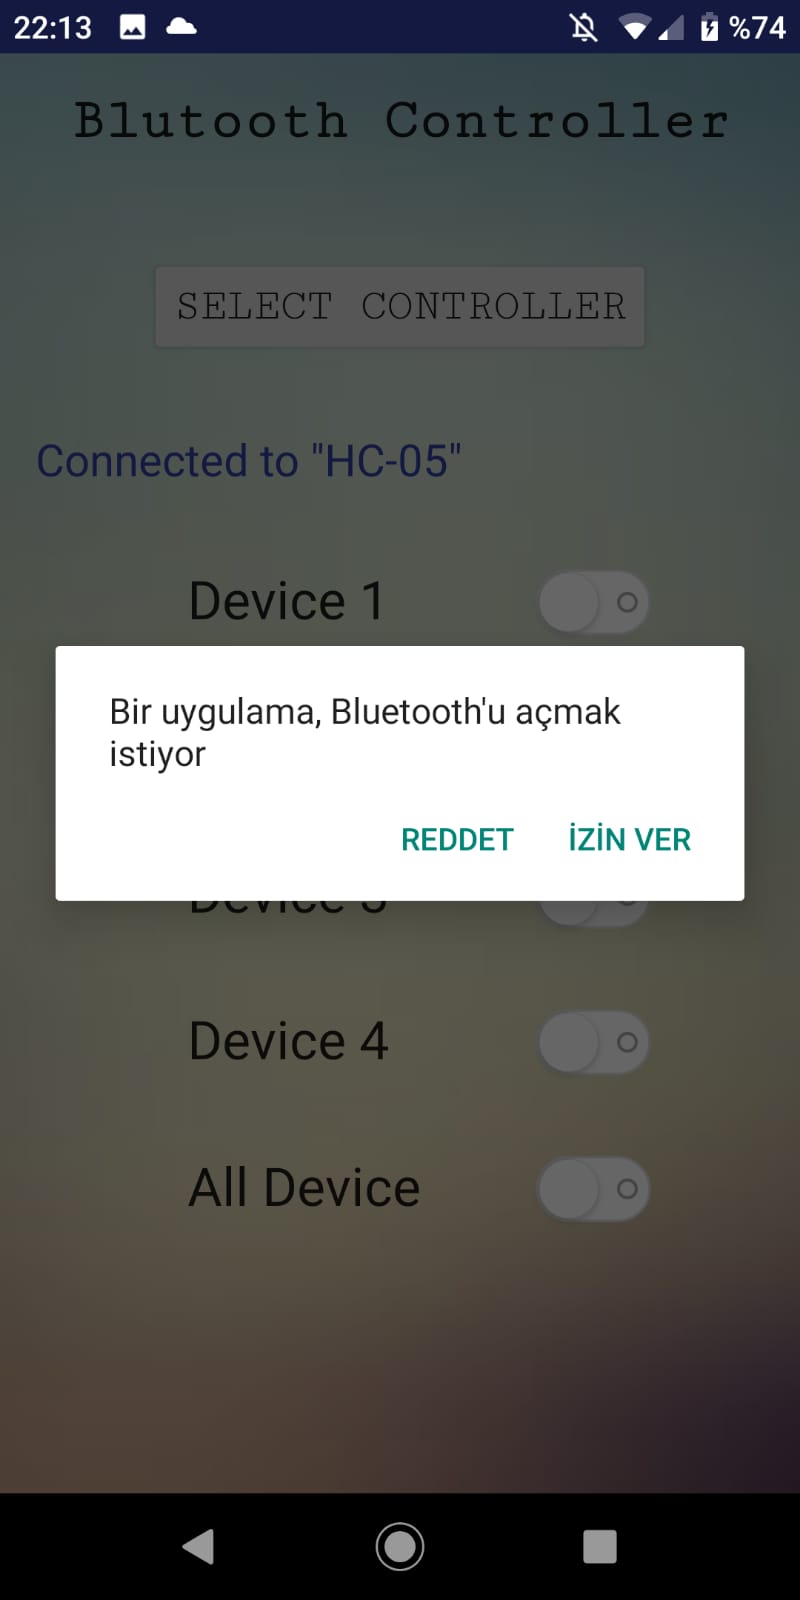 22:13
%74
Blutooth Controller
SELECT CONTROLLER
Connected to "HC-05"
Device 1
Bir uygulama, Bluetooth'u açmak
istiyor
REDDET İZİN VER
Device 4
All Device